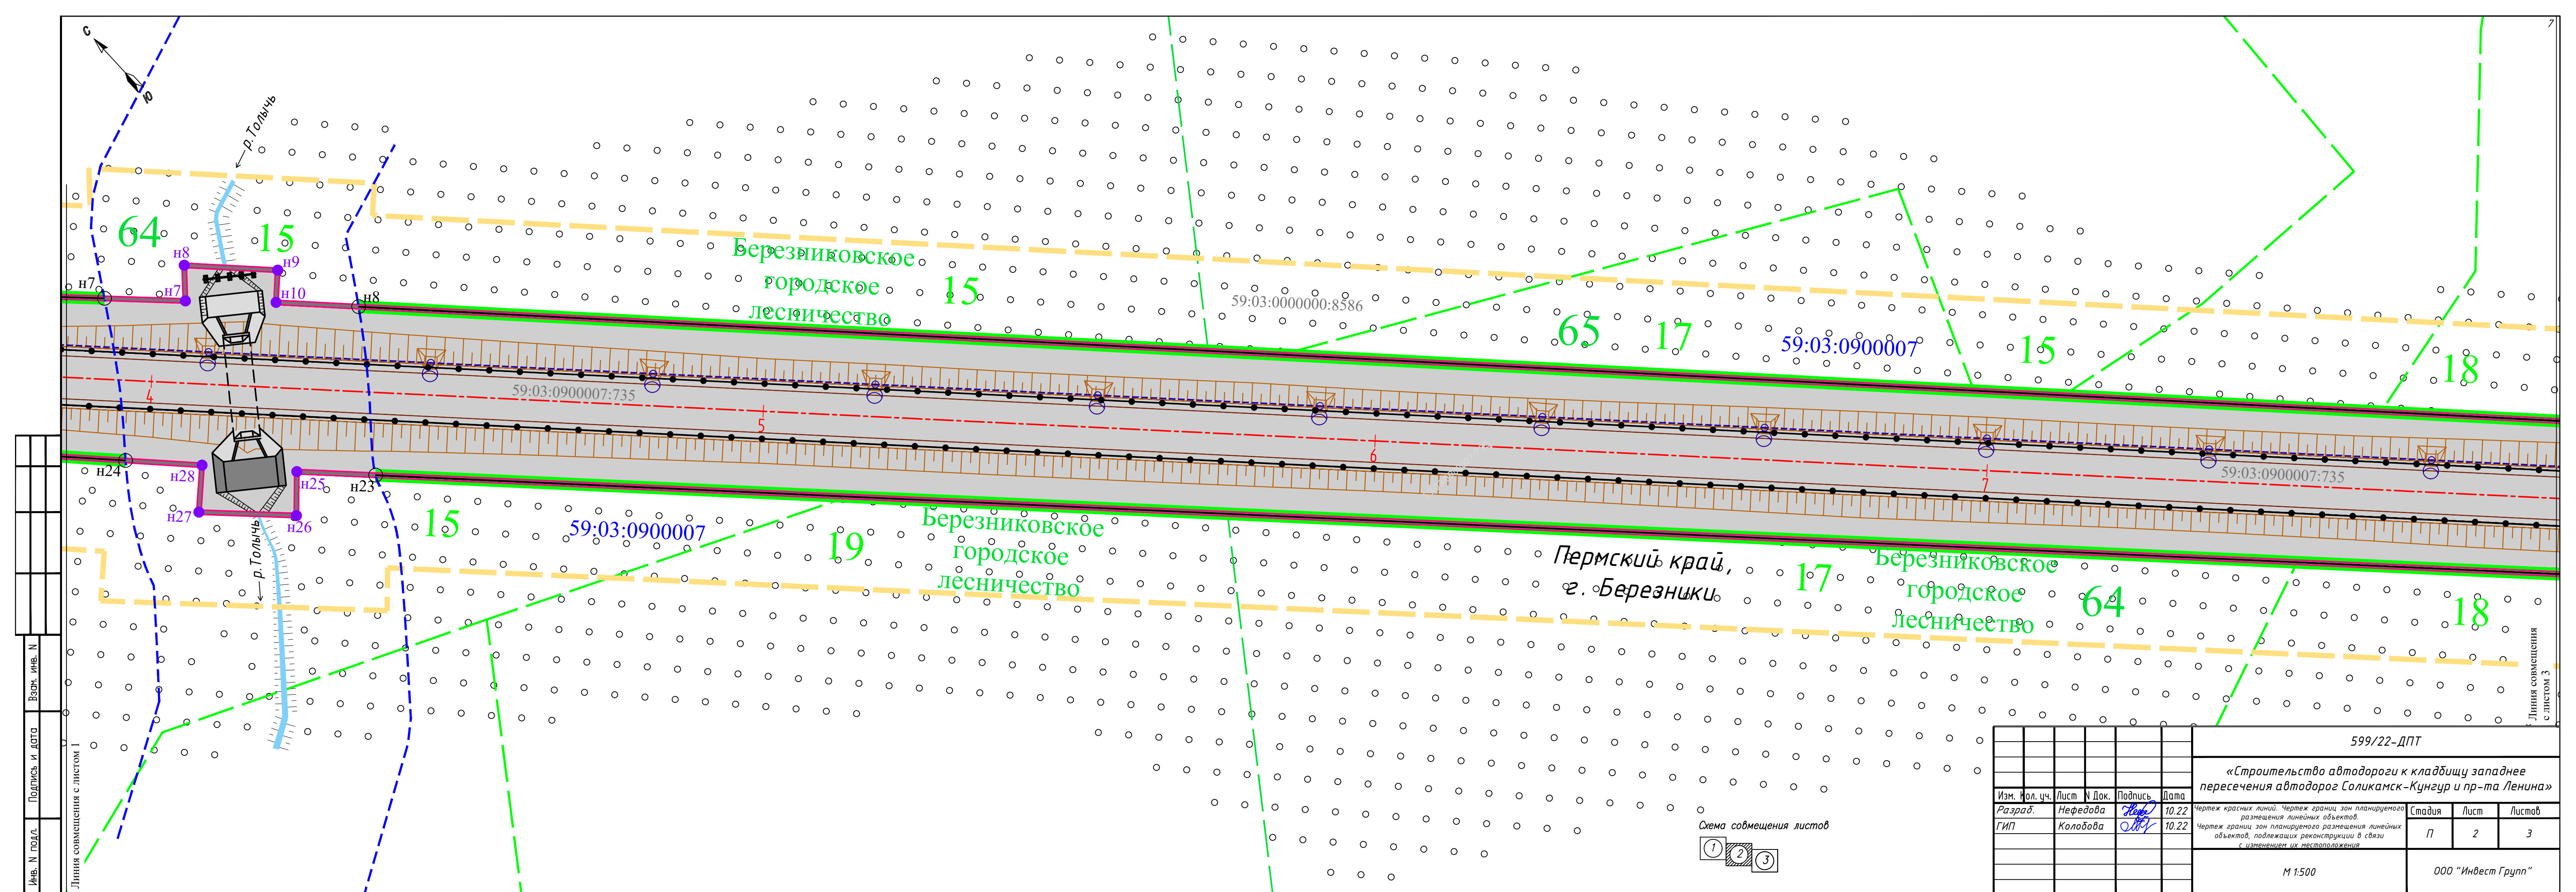 7
С
Ю
р.Толычь
64
15
н8
н9
н7
н7
н10
н8
Березниковское
городское
лесничество
15
59:03:0000000:8586
65
17
59:03:0900007
15
18
59:03:0900007:735
4
5
6
7
59:03:0900007:735
н24
н28
н25
н23
н27
н26
р.Толычь
15
59:03:0900007
19
Березниковское
городское
лесничество
Пермский край,
г. Березники
17
Березниковское
городское
лесничество
64
18
Линия совмещения
с листом 3
Линия совмещения с листом 1
Взам. инв. N
Подпись и дата
Инв. N подл.
Схема совмещения листов
1
2
3
599/22-ДПТ
«Строительство автодороги к кладбищу западнее
пересечения автодорог Соликамск-Кунгур и пр-та Ленина»
Изм. Кол. уч. Лист N Док. Подпись Дата
Разраб. Нефедова 10.22
ГИП Колобова 10.22
Чертеж красных линий. Чертеж границ зон планируемого
размещения линейных объектов.
Чертеж границ зон планируемого размещения линейных
объектов, подлежащих реконструкции в связи
с изменением их местоположения
Стадия Лист Листов
П 2 3
М 1:500
ООО "Инвест Групп"